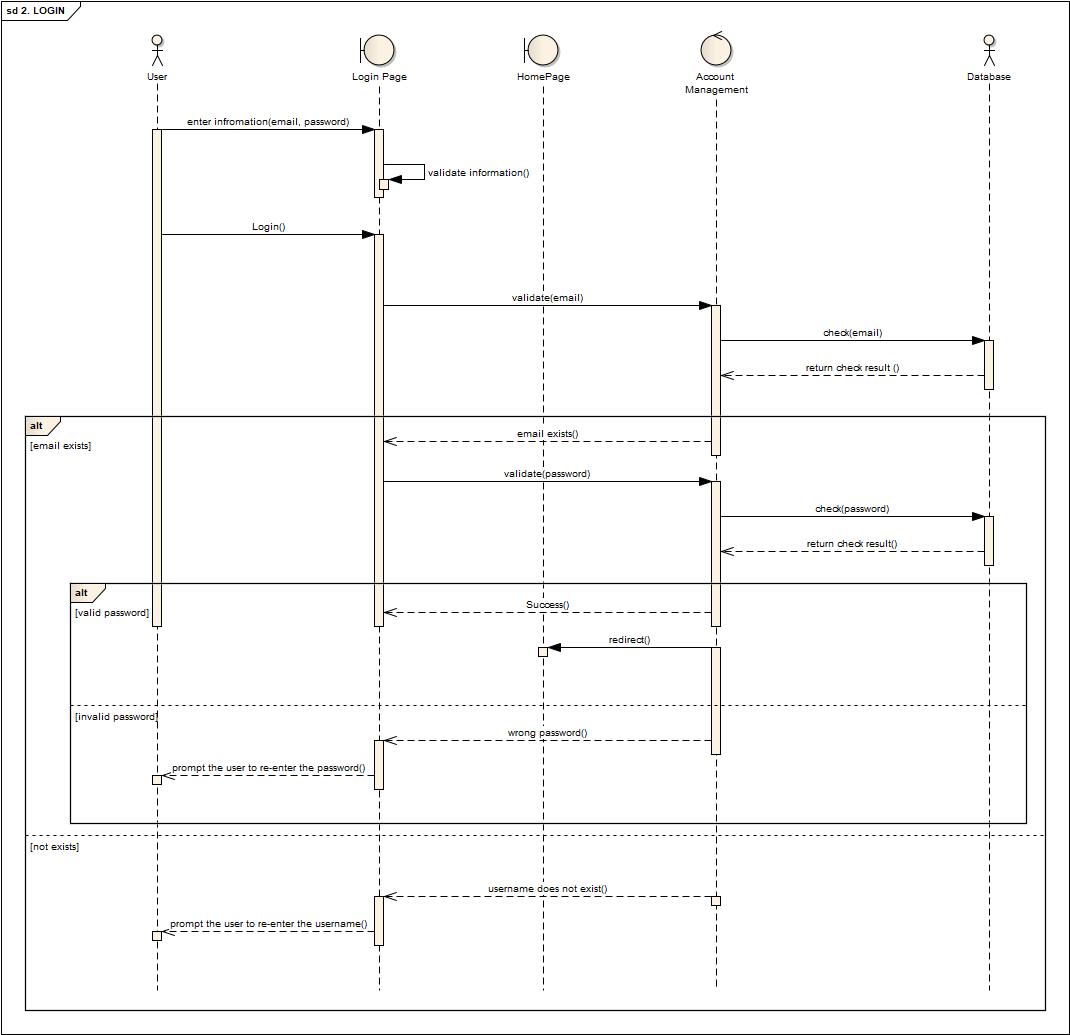 sd 2. LOGIN
User
Login Page
HomePage
Account
Management
Database
enter infromation(email, password)
validate information()
Login()
validate(email)
check(email)
return check result ()
alt
[email exists]
email exists()
validate(password)
check(password)
return check result()
alt
[valid password]
Success()
redirect()
[invalid password]
wrong password()
prompt the user to re-enter the password()
[not exists]
username does not exist()
prompt the user to re-enter the username()